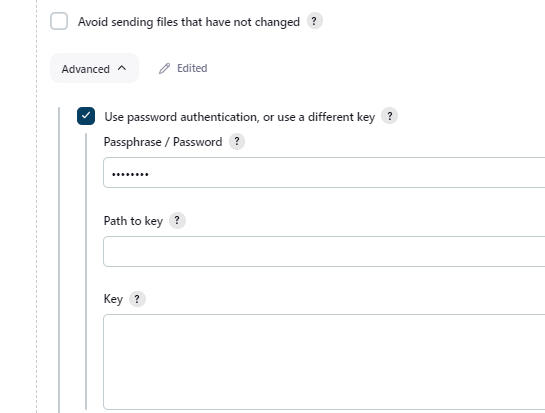 Avoid sending files that have not changed ?
Advanced Edited
Use password authentication, or use a different key ?
Passphrase / Password ?
••••••••
Path to key ?
Key ?